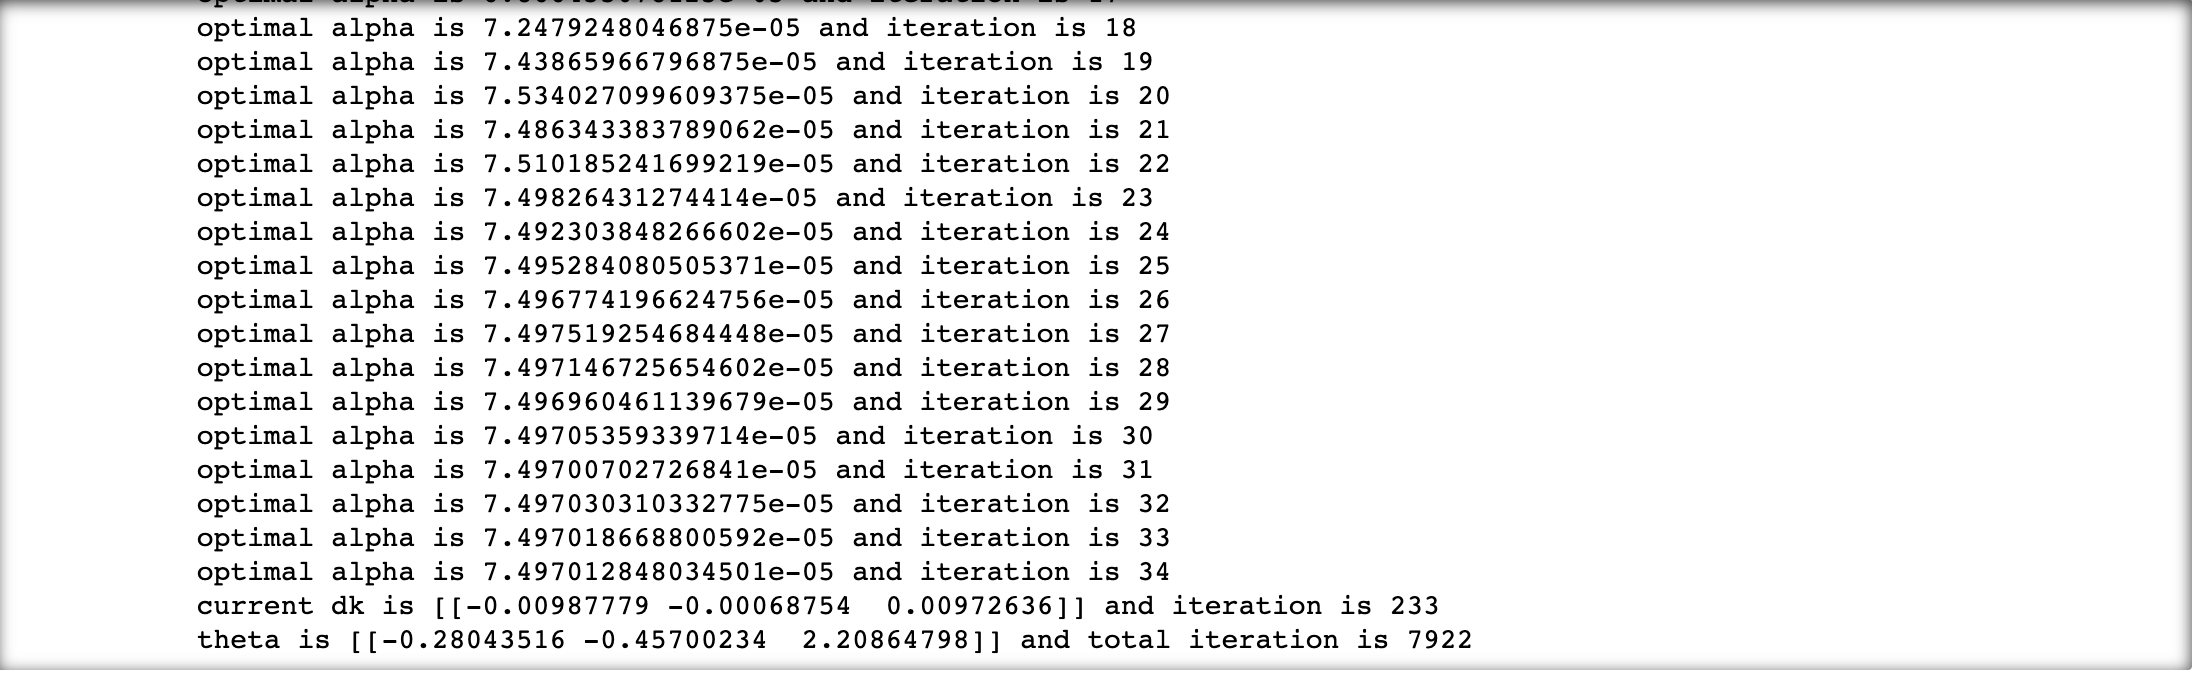 and iteration is 17
optimal alpha is 7.2479248046875e-05 and iteration is 18
optimal alpha is 7.43865966796875e-05 and iteration is 19
optimal alpha is 7.534027099609375e-05 and iteration is 20
optimal alpha is 7.486343383789062e-05 and iteration is 21
optimal alpha is 7.510185241699219e-05 and iteration is 22
optimal alpha is 7.49826431274414e-05 and iteration is 23
optimal alpha is 7.492303848266602e-05 and iteration is 24
optimal alpha is 7.495284080505371e-05 and iteration is 25
optimal alpha is 7.496774196624756e-05 and iteration is 26
optimal alpha is 7.497519254684448e-05 and iteration is 27
optimal alpha is 7.497146725654602e-05 and iteration is 28
optimal alpha is 7.496960461139679e-05 and iteration is 29
optimal alpha is 7.49705359339714e-05 and iteration is 30
optimal alpha is 7.49700702726841e-05 and iteration is 31
optimal alpha is 7.497030310332775e-05 and iteration is 32
optimal alpha is 7.497018668800592e-05 and iteration is 33
optimal alpha is 7.497012848034501e-05 and iteration is 34
current dk is [[-0.00987779 -0.00068754  0.00972636]] and iteration is 233
theta is [[-0.28043516 -0.45700234  2.20864798]] and total iteration is 7922